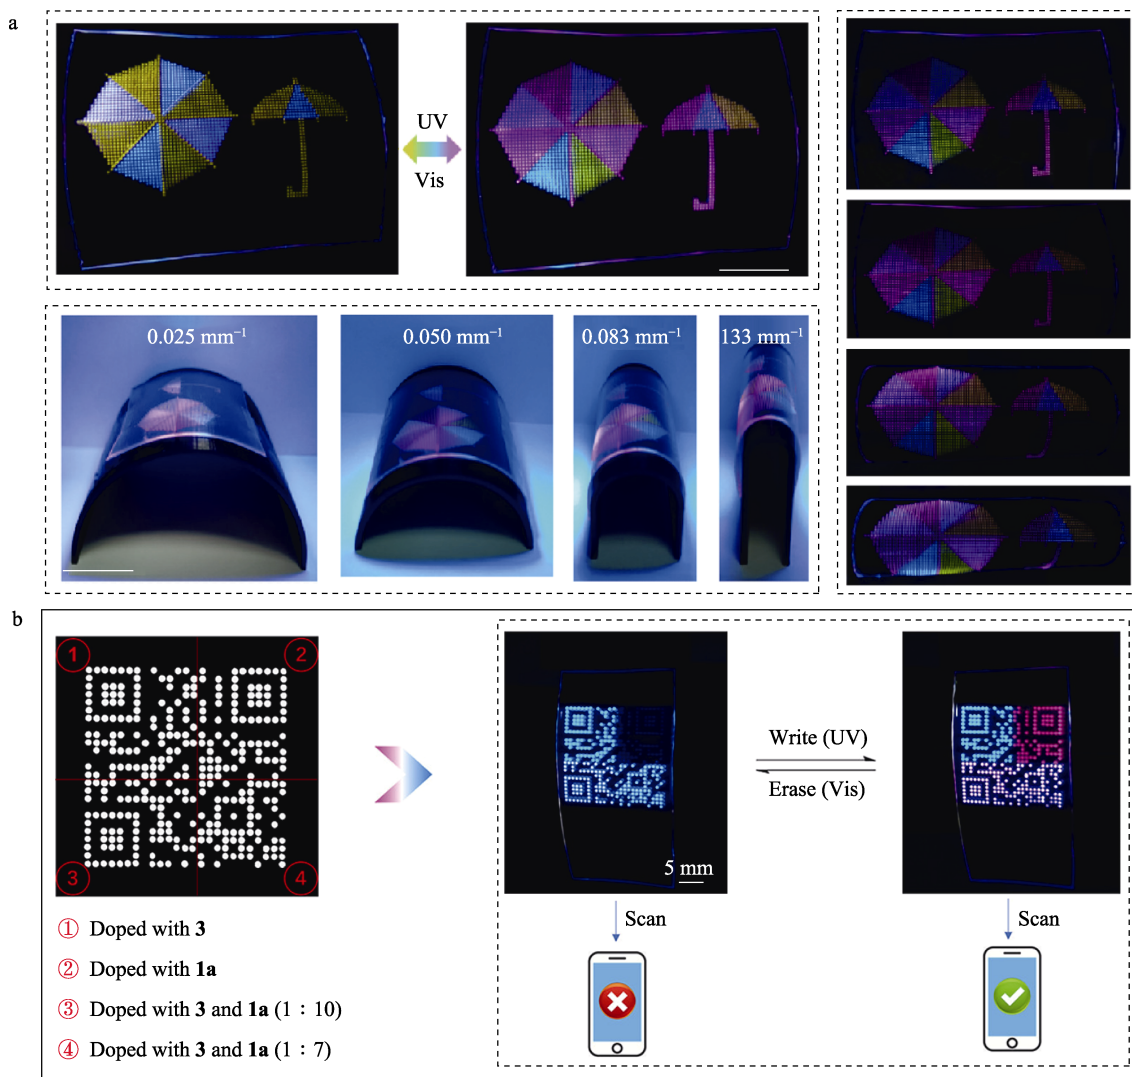 a
UV
Vis
0.025 mm⁻¹
0.050 mm⁻¹
0.083 mm⁻¹
133 mm⁻¹
b
1
2
3
4
① Doped with 3
② Doped with 1a
③ Doped with 3 and 1a (1：10)
④ Doped with 3 and 1a (1：7)
Write (UV)
Erase (Vis)
5 mm
Scan
Scan